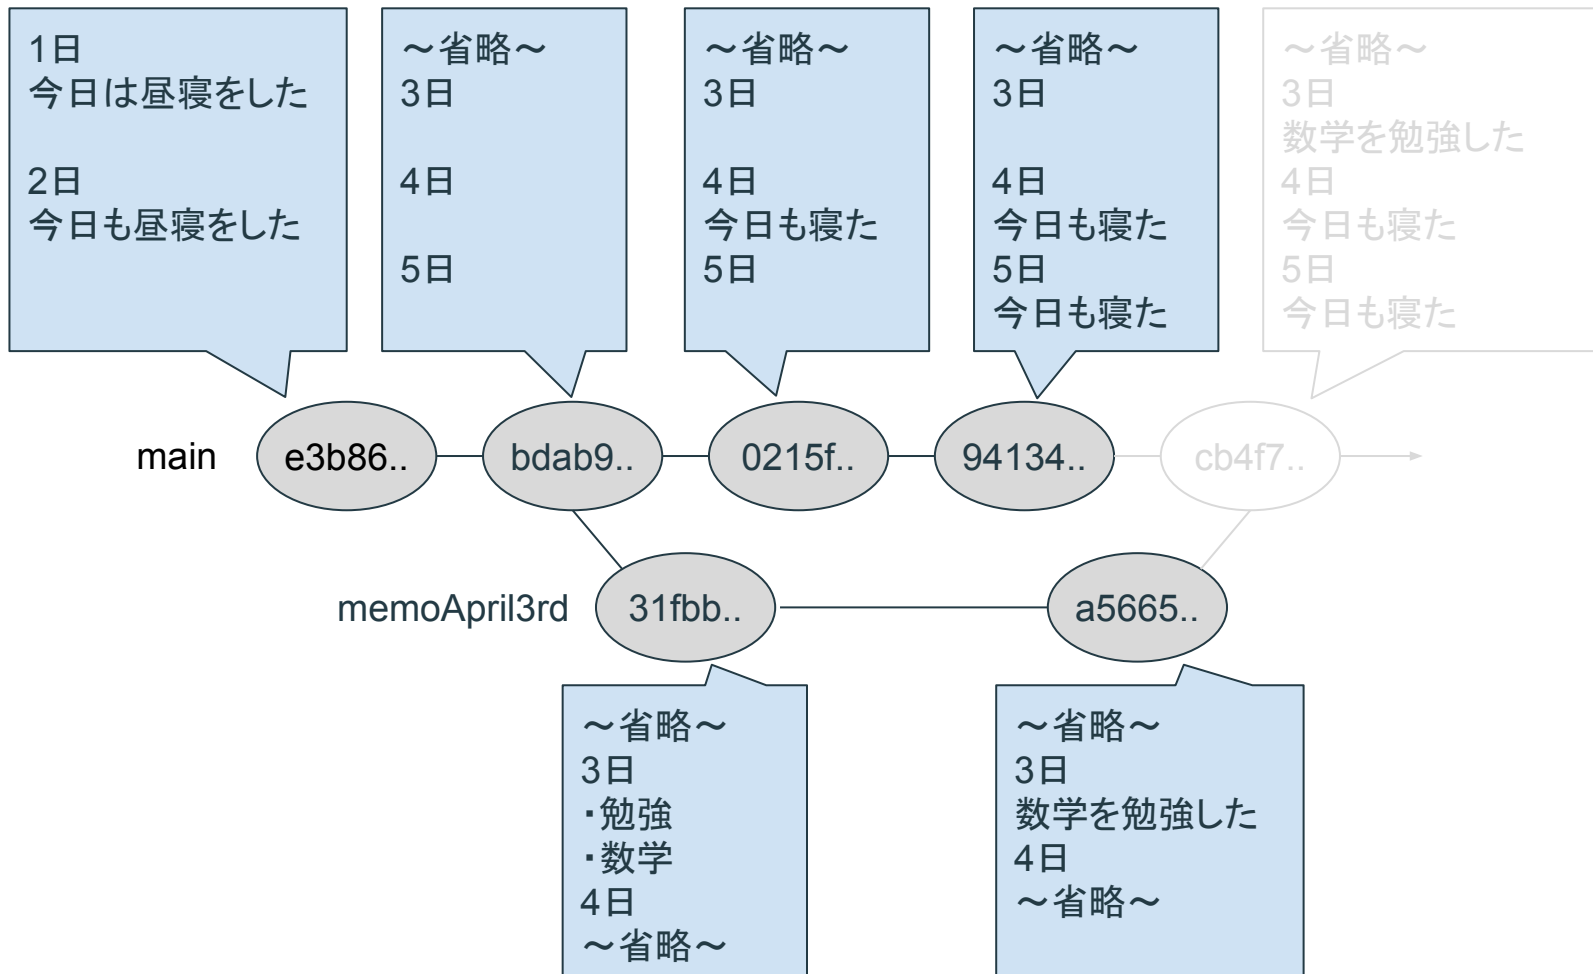 1日
今日は昼寝をした
2日
今日も昼寝をした
～省略～
3日
4日
5日
～省略～
3日
4日
今日も寝た
5日
～省略～
3日
4日
今日も寝た
5日
今日も寝た
～省略～
3日
数学を勉強した
4日
今日も寝た
5日
今日も寝た
main
e3b86..
bdab9..
0215f..
94134..
cb4f7..
memoApril3rd
31fbb..
a5665..
～省略～
3日
・勉強
・数学
4日
～省略～
～省略～
3日
数学を勉強した
4日
～省略～